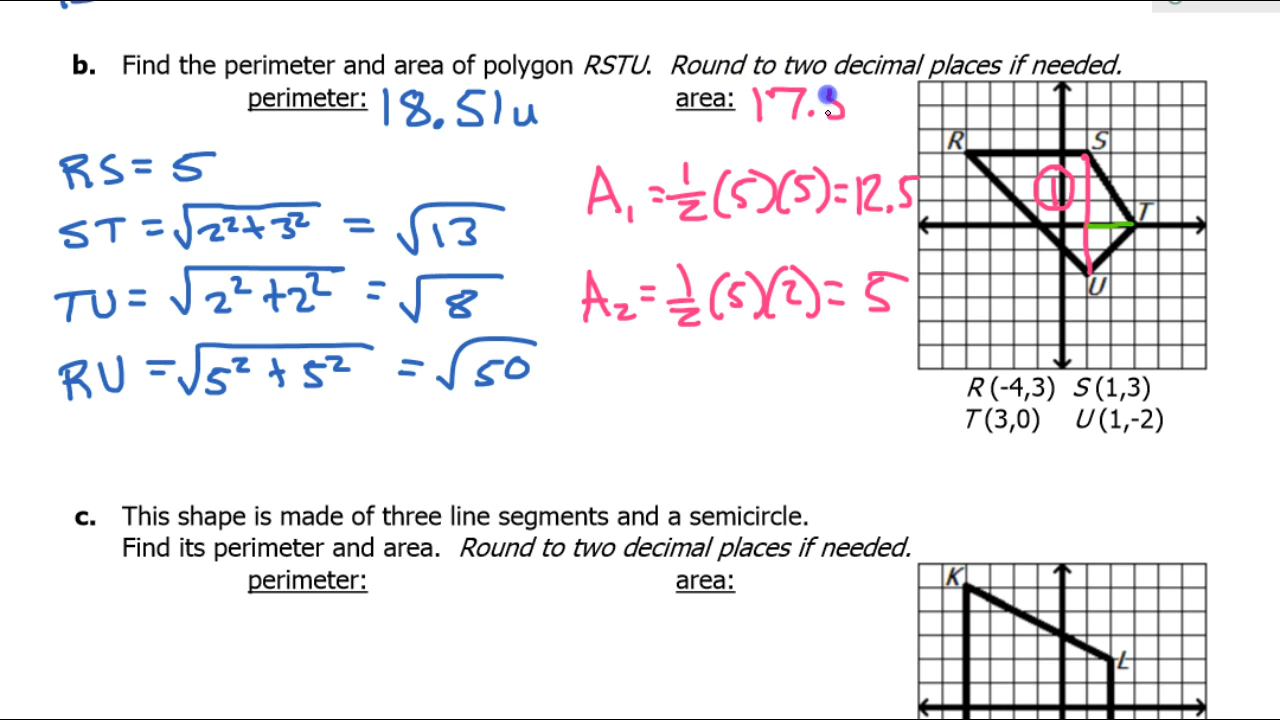 b. Find the perimeter and area of polygon RSTU. Round to two decimal places if needed.
perimeter: 18.51u area: 17.5
RS = 5
ST = √2²+3² = √13
TU = √2²+2² = √8
RU = √5² + 5² = √50
A₁ = 1/2 (5)(5) = 12.5
A₂ = 1/2 (5)(2) = 5
R S
1
T
U
R (-4,3) S (1,3)
T (3,0) U (1,-2)
c. This shape is made of three line segments and a semicircle.
Find its perimeter and area. Round to two decimal places if needed.
perimeter: area:
K
L